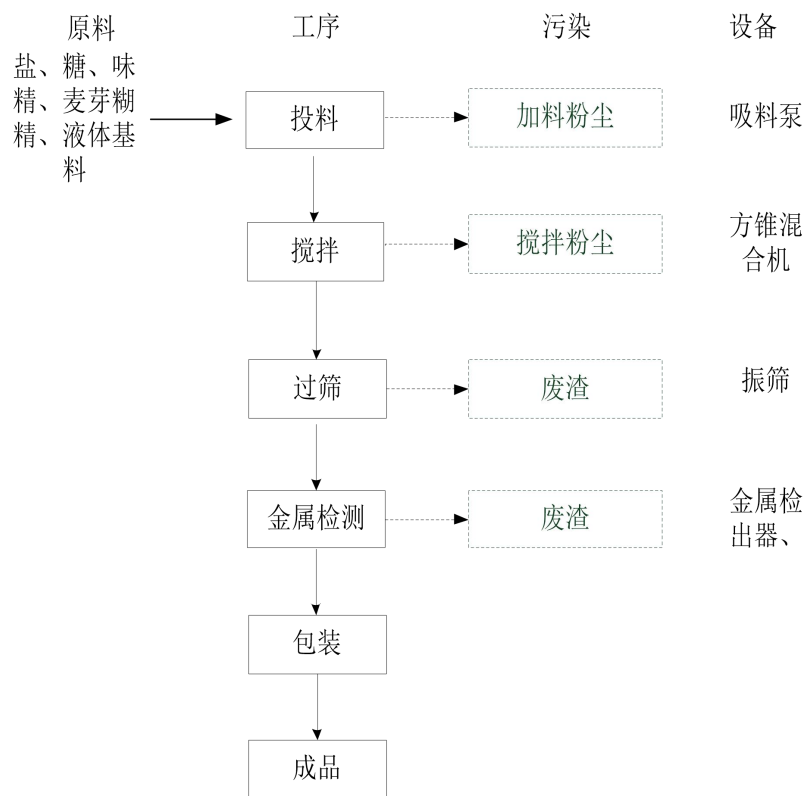 原料
工序
污染
设备
盐、糖、味
精、麦芽糊
精、液体基
料
投料
加料粉尘
吸料泵
搅拌
搅拌粉尘
方锥混
合机
过筛
废渣
振筛
金属检测
废渣
金属检
出器、
包装
成品